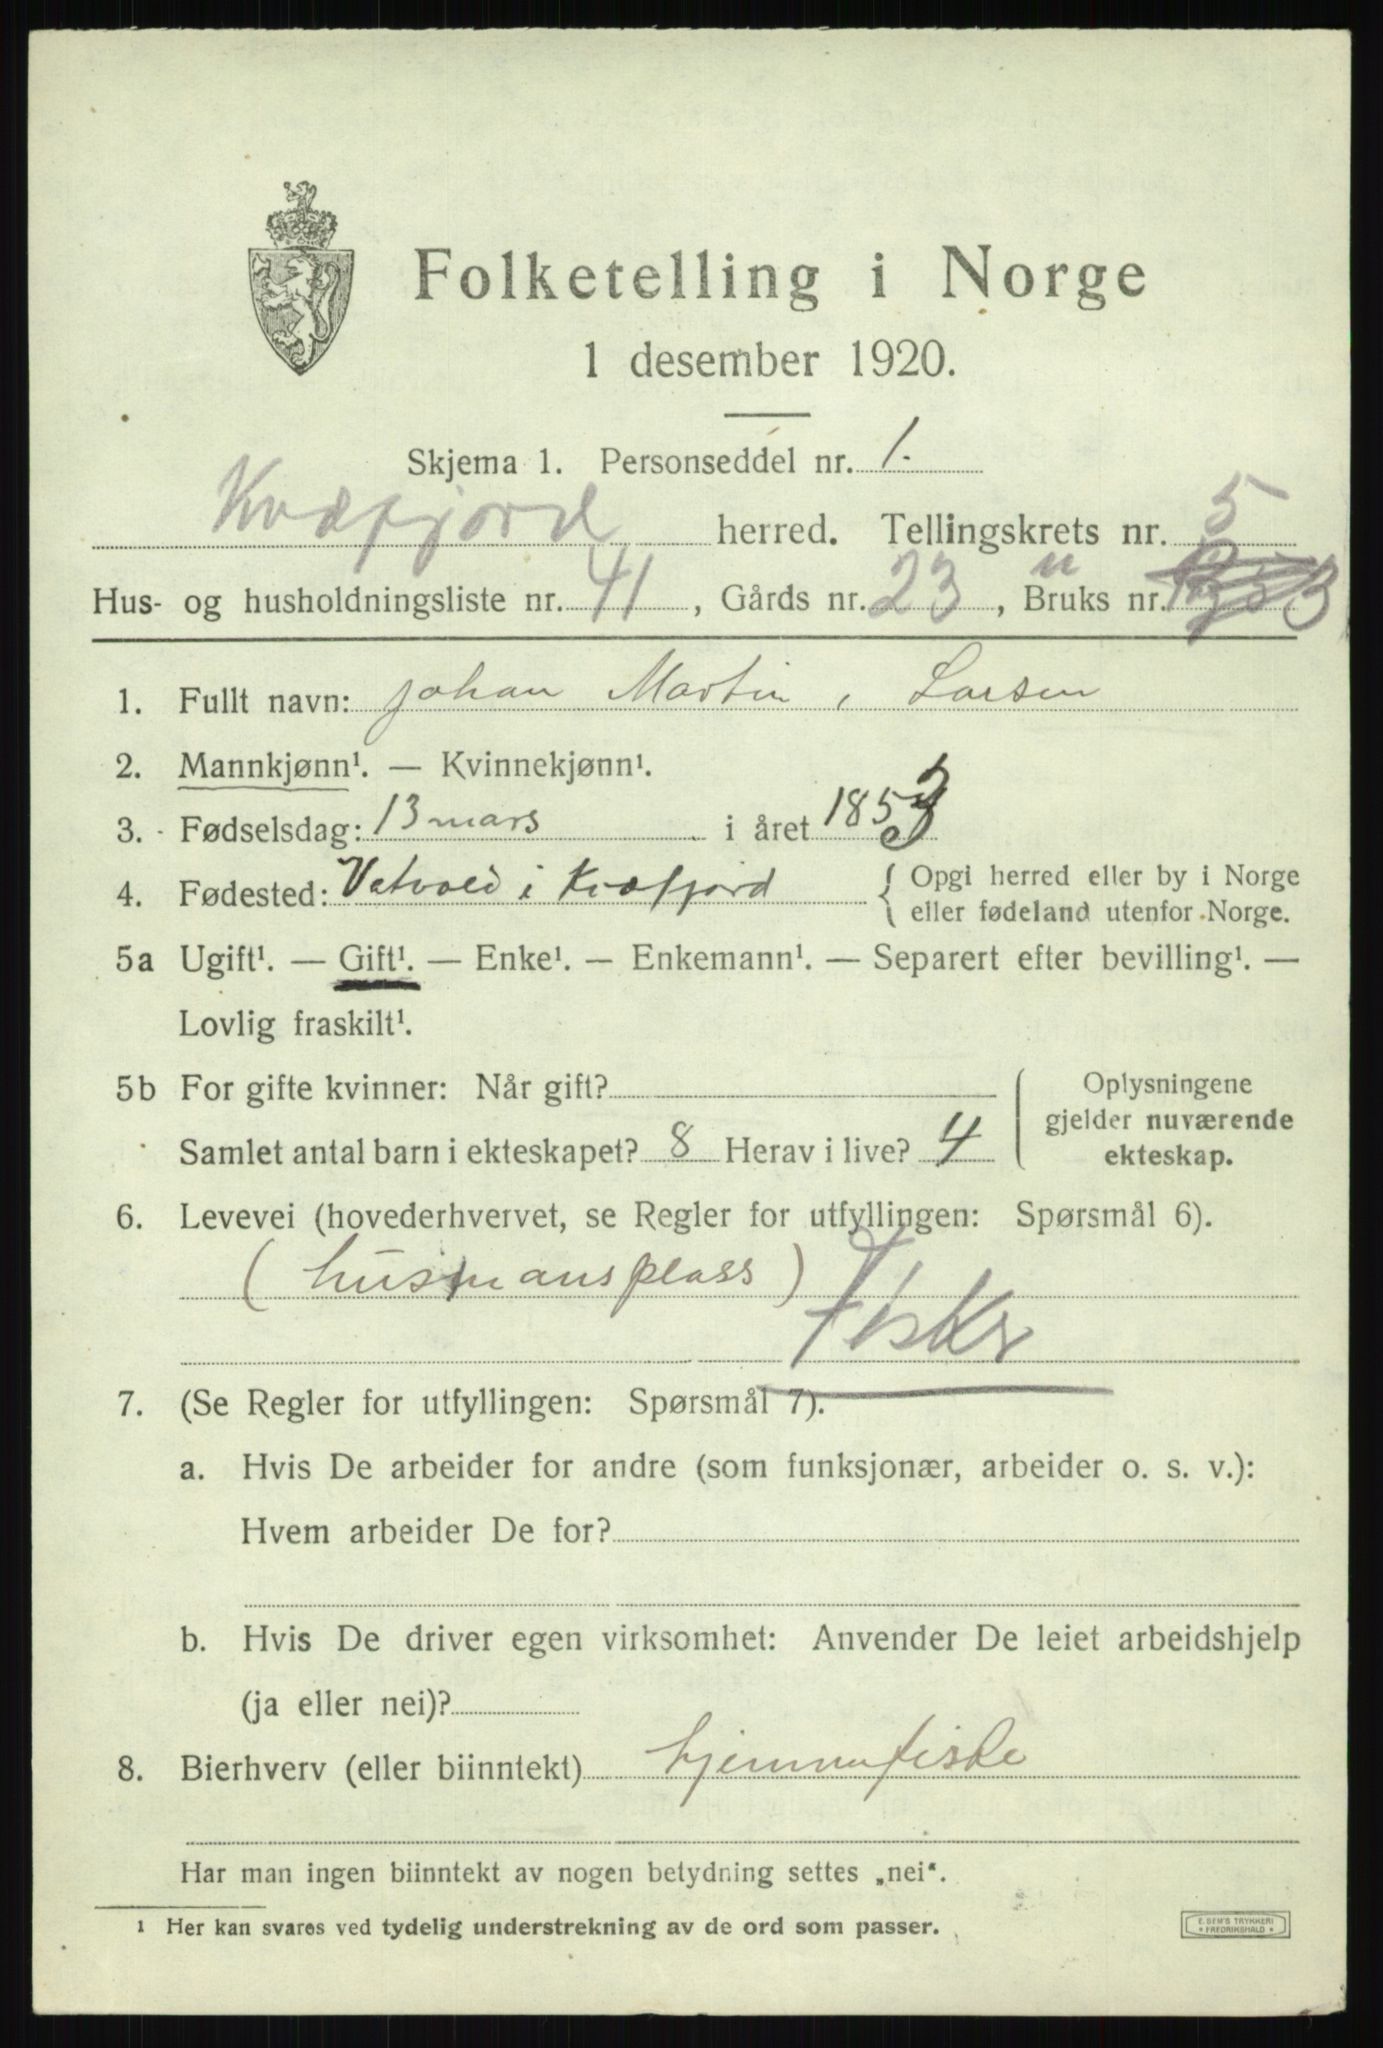 Folketelling i Norge
1 desember 1920.
Skjema 1. Personseddel nr. 1.
Kvæfjord herred. Tellingskrets nr. 5
Hus- og husholdningsliste nr. 41, Gårds nr. 23, Bruks nr. 3
1. Fullt navn: Johan Martin, Larsen
2. Mannkjønn¹. — Kvinnekjønn¹.
3. Fødselsdag: 13 mars i året 1853
4. Fødested: Vatvold i Kvæfjord { Opgi herred eller by i Norge
eller fødeland utenfor Norge.
5a Ugift¹. — Gift¹. — Enke¹. — Enkemann¹. — Separert efter bevilling¹. —
Lovlig fraskilt¹.
5b For gifte kvinner: Når gift?
Samlet antal barn i ekteskapet? 8 Herav i live? 4
Oplysningene
gjelder nuværende
ekteskap.
6. Levevei (hovederhvervet, se Regler for utfyllingen: Spørsmål 6).
(husmansplass)
Fisker
7. (Se Regler for utfyllingen: Spørsmål 7).
a. Hvis De arbeider for andre (som funksjonær, arbeider o. s. v.):
Hvem arbeider De for?
b. Hvis De driver egen virksomhet: Anvender De leiet arbeidshjelp
(ja eller nei)?
8. Bierhverv (eller biinntekt) hjemmefiske
Har man ingen biinntekt av nogen betydning settes „nei“.
¹ Her kan svares ved tydelig understrekning av de ord som passer.
E. SEM'S TRYKKERI
* FREDRIKSHALD *